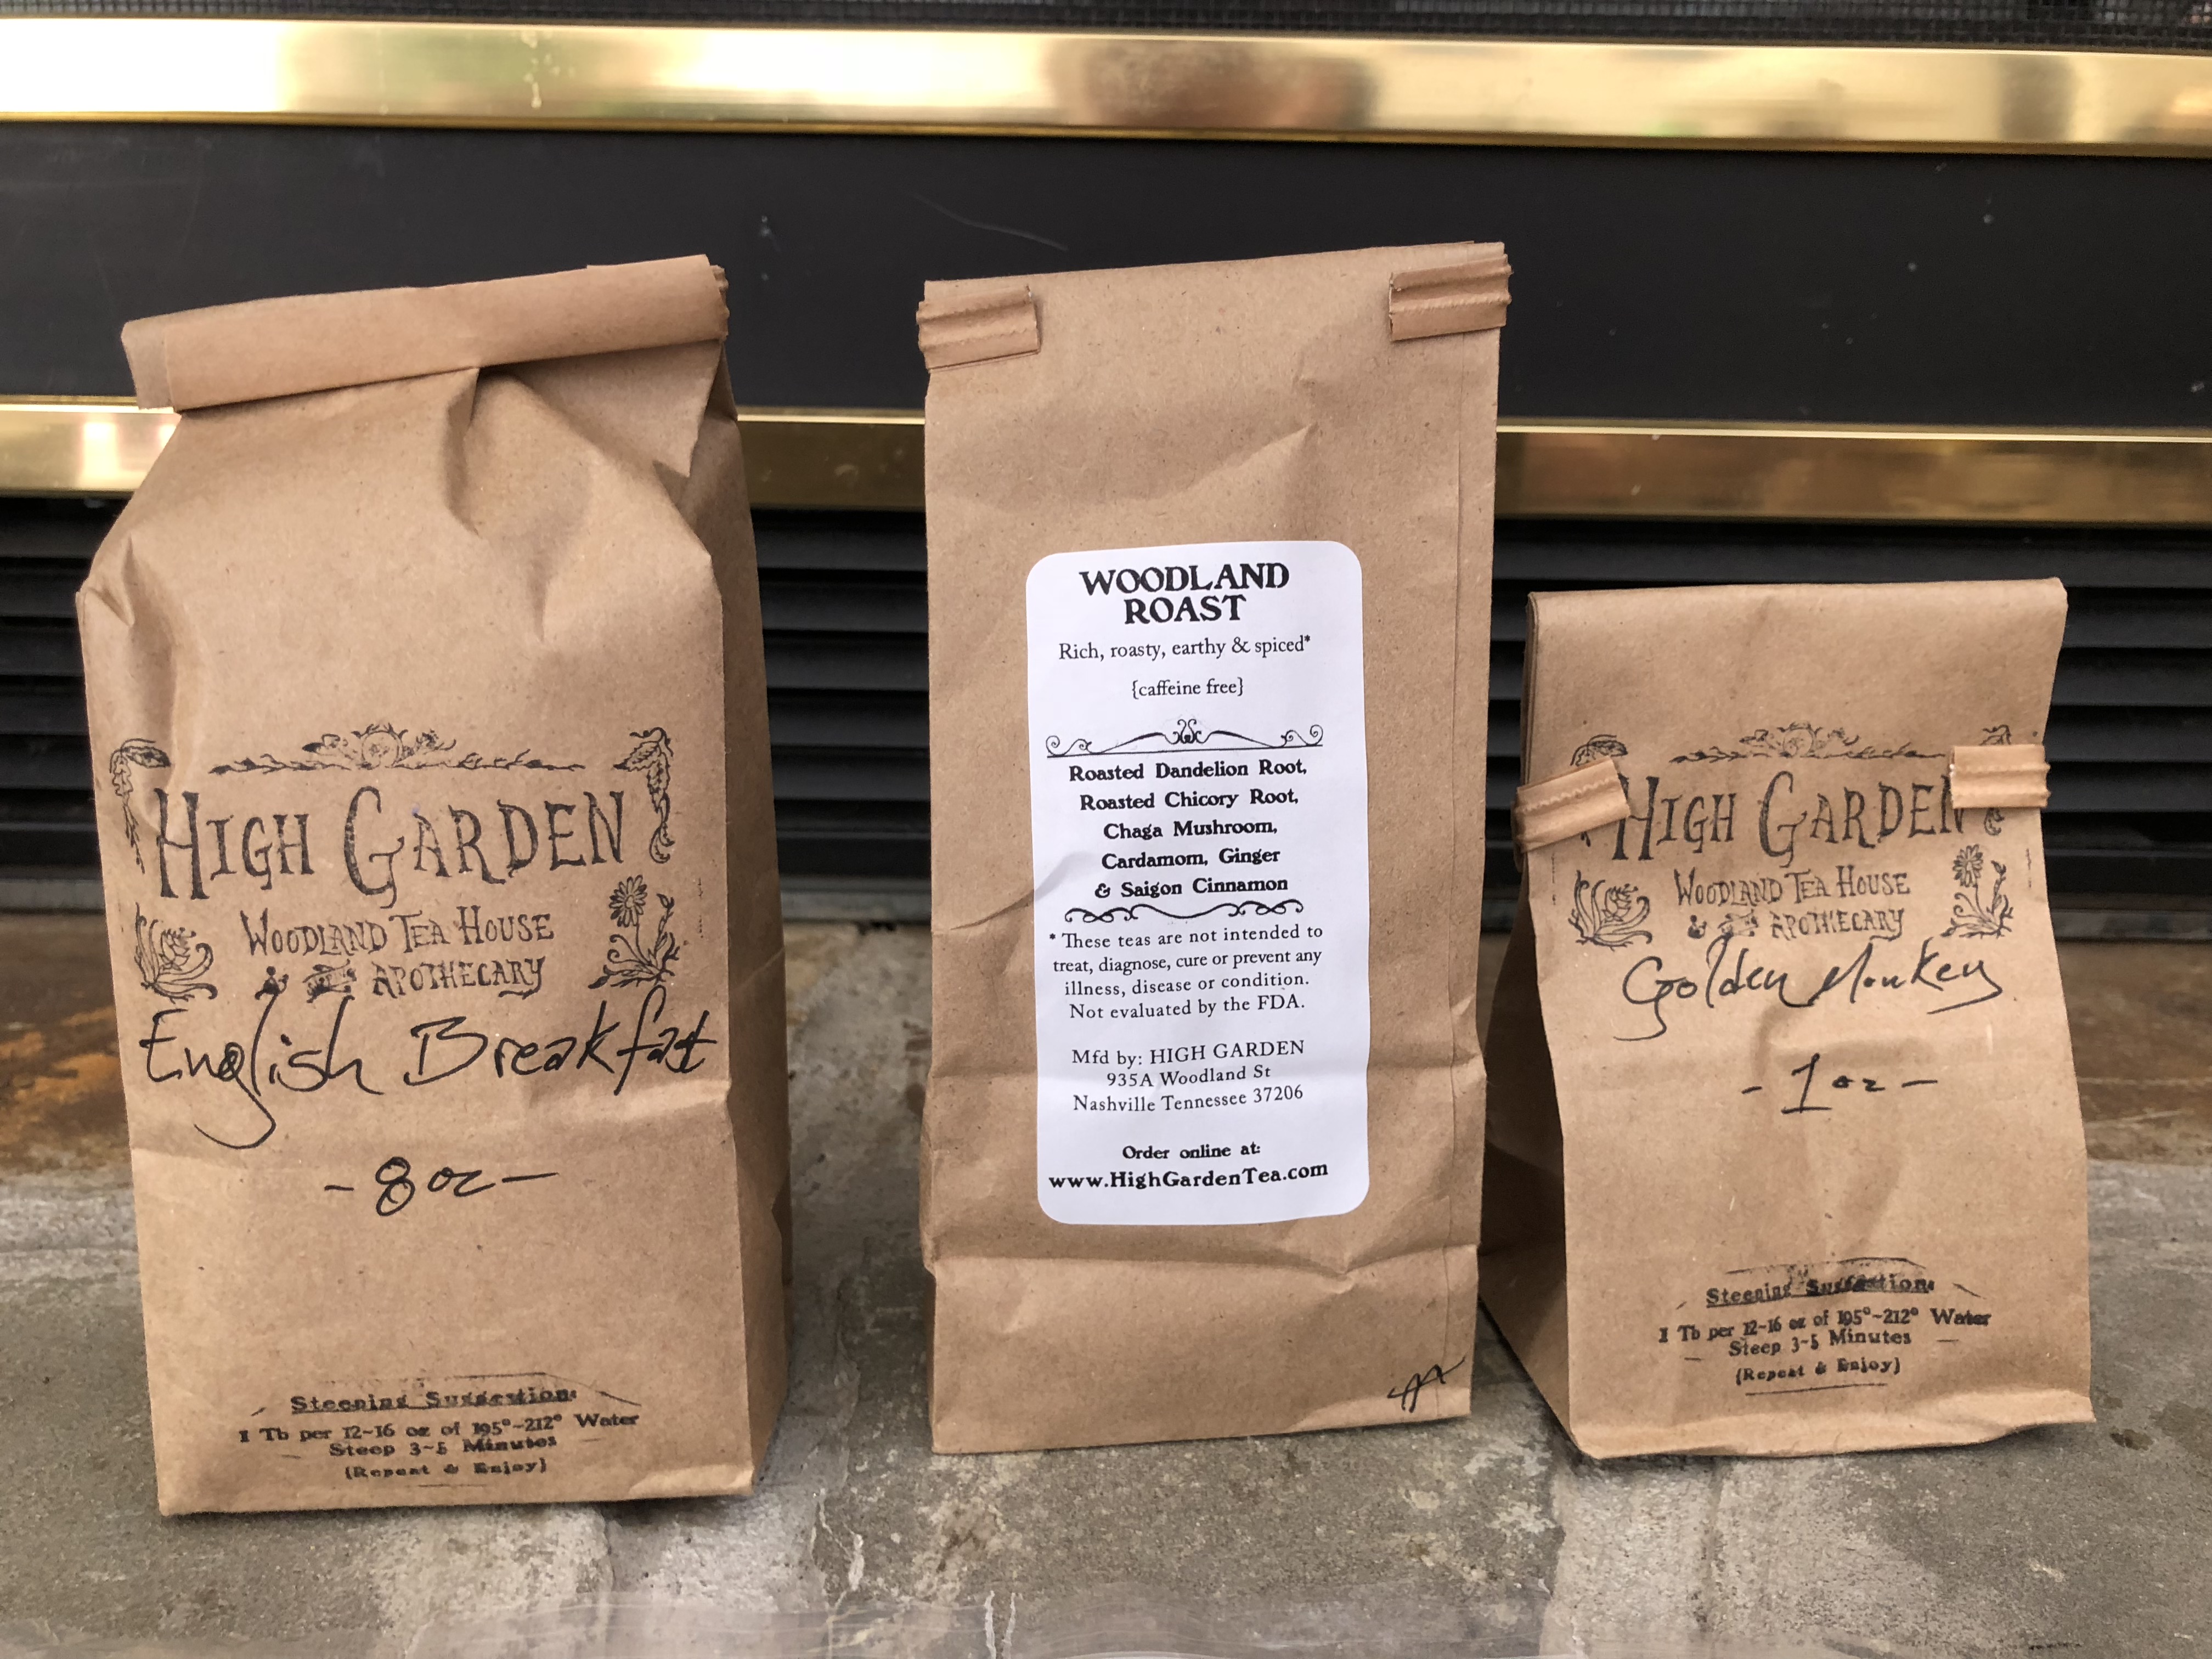 HIGH GARDEN
WOODLAND TEA HOUSE
& APOTHECARY
English Breakfast
- 8 oz -
Steeping Suggestion:
1 Tb per 12~16 oz of 195°~212° Water
Steep 3~5 Minutes
{Repeat & Enjoy}
WOODLAND
ROAST
Rich, roasty, earthy & spiced*
{caffeine free}
Roasted Dandelion Root,
Roasted Chicory Root,
Chaga Mushroom,
Cardamom, Ginger
& Saigon Cinnamon
* These teas are not intended to
treat, diagnose, cure or prevent any
illness, disease or condition.
Not evaluated by the FDA.
Mfd by: HIGH GARDEN
935A Woodland St
Nashville Tennessee 37206
Order online at:
www.HighGardenTea.com
HIGH GARDEN
WOODLAND TEA HOUSE
& APOTHECARY
Golden Monkey
- 1 oz -
Steeping Suggestion:
1 Tb per 12~16 oz of 195°~212° Water
Steep 3~5 Minutes
{Repeat & Enjoy}